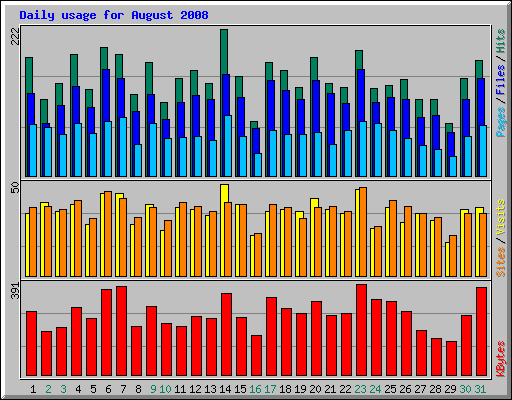 Daily usage for August 2008
222
Pages / Files / Hits
50
Sites / Visits
391
KBytes
1 2 3 4 5 6 7 8 9 10 11 12 13 14 15 16 17 18 19 20 21 22 23 24 25 26 27 28 29 30 31